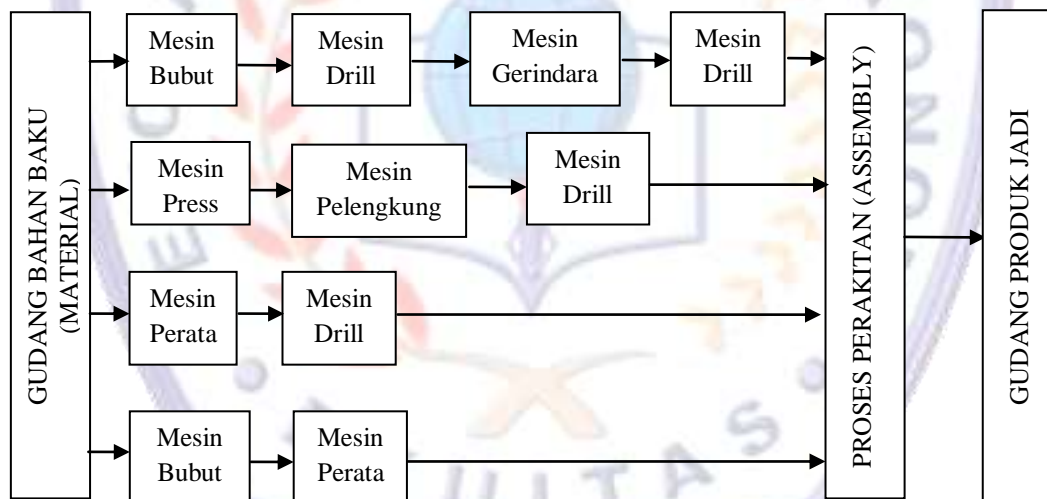 GUDANG BAHAN BAKU
(MATERIAL)
Mesin
Bubut
Mesin
Drill
Mesin
Gerindara
Mesin
Drill
Mesin
Press
Mesin
Pelengkung
Mesin
Drill
Mesin
Perata
Mesin
Drill
Mesin
Bubut
Mesin
Perata
PROSES PERAKITAN (ASSEMBLY)
GUDANG PRODUK JADI